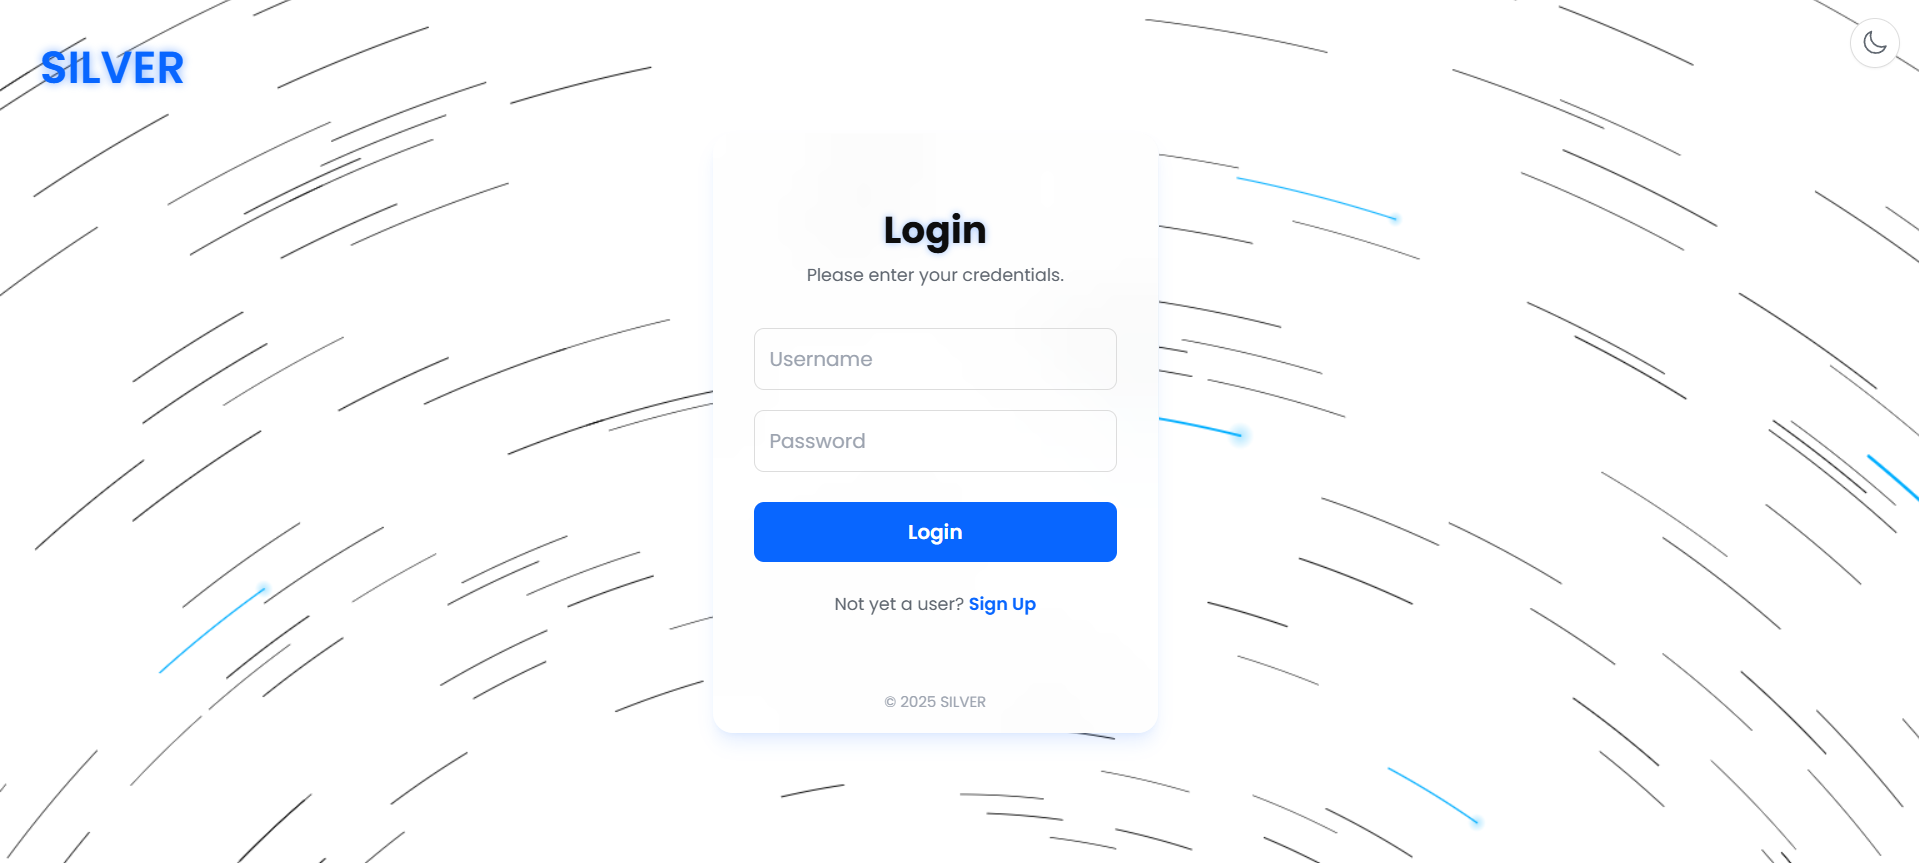 SILVER
Login
Please enter your credentials.
Username
Password
Login
Not yet a user? Sign Up
© 2025 SILVER